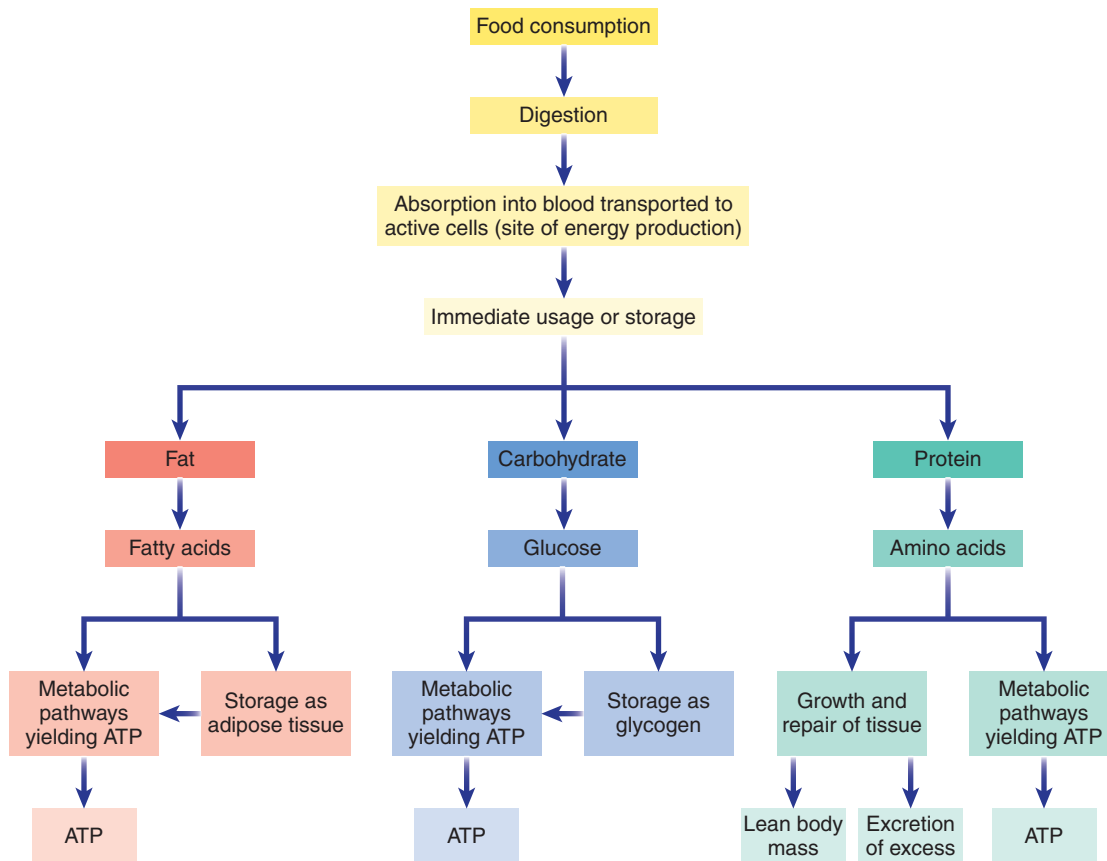 Food consumption
Digestion
Absorption into blood transported to
active cells (site of energy production)
Immediate usage or storage
Fat
Carbohydrate
Protein
Fatty acids
Glucose
Amino acids
Metabolic
pathways
yielding ATP
Storage as
adipose tissue
Metabolic
pathways
yielding ATP
Storage as
glycogen
Growth and
repair of tissue
Metabolic
pathways
yielding ATP
ATP
ATP
Lean body
mass
Excretion
of excess
ATP